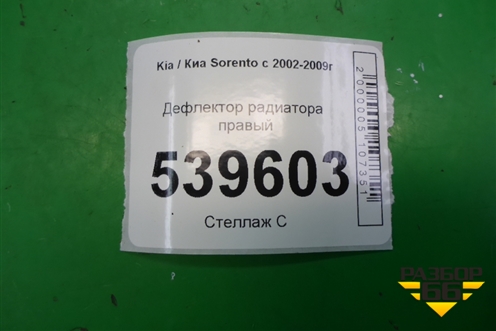 Kia / Киа Sorento с 2002-2009г
Дефлектор радиатора
правый
539603
Стеллаж С
2000005107351
РАЗБОР
66